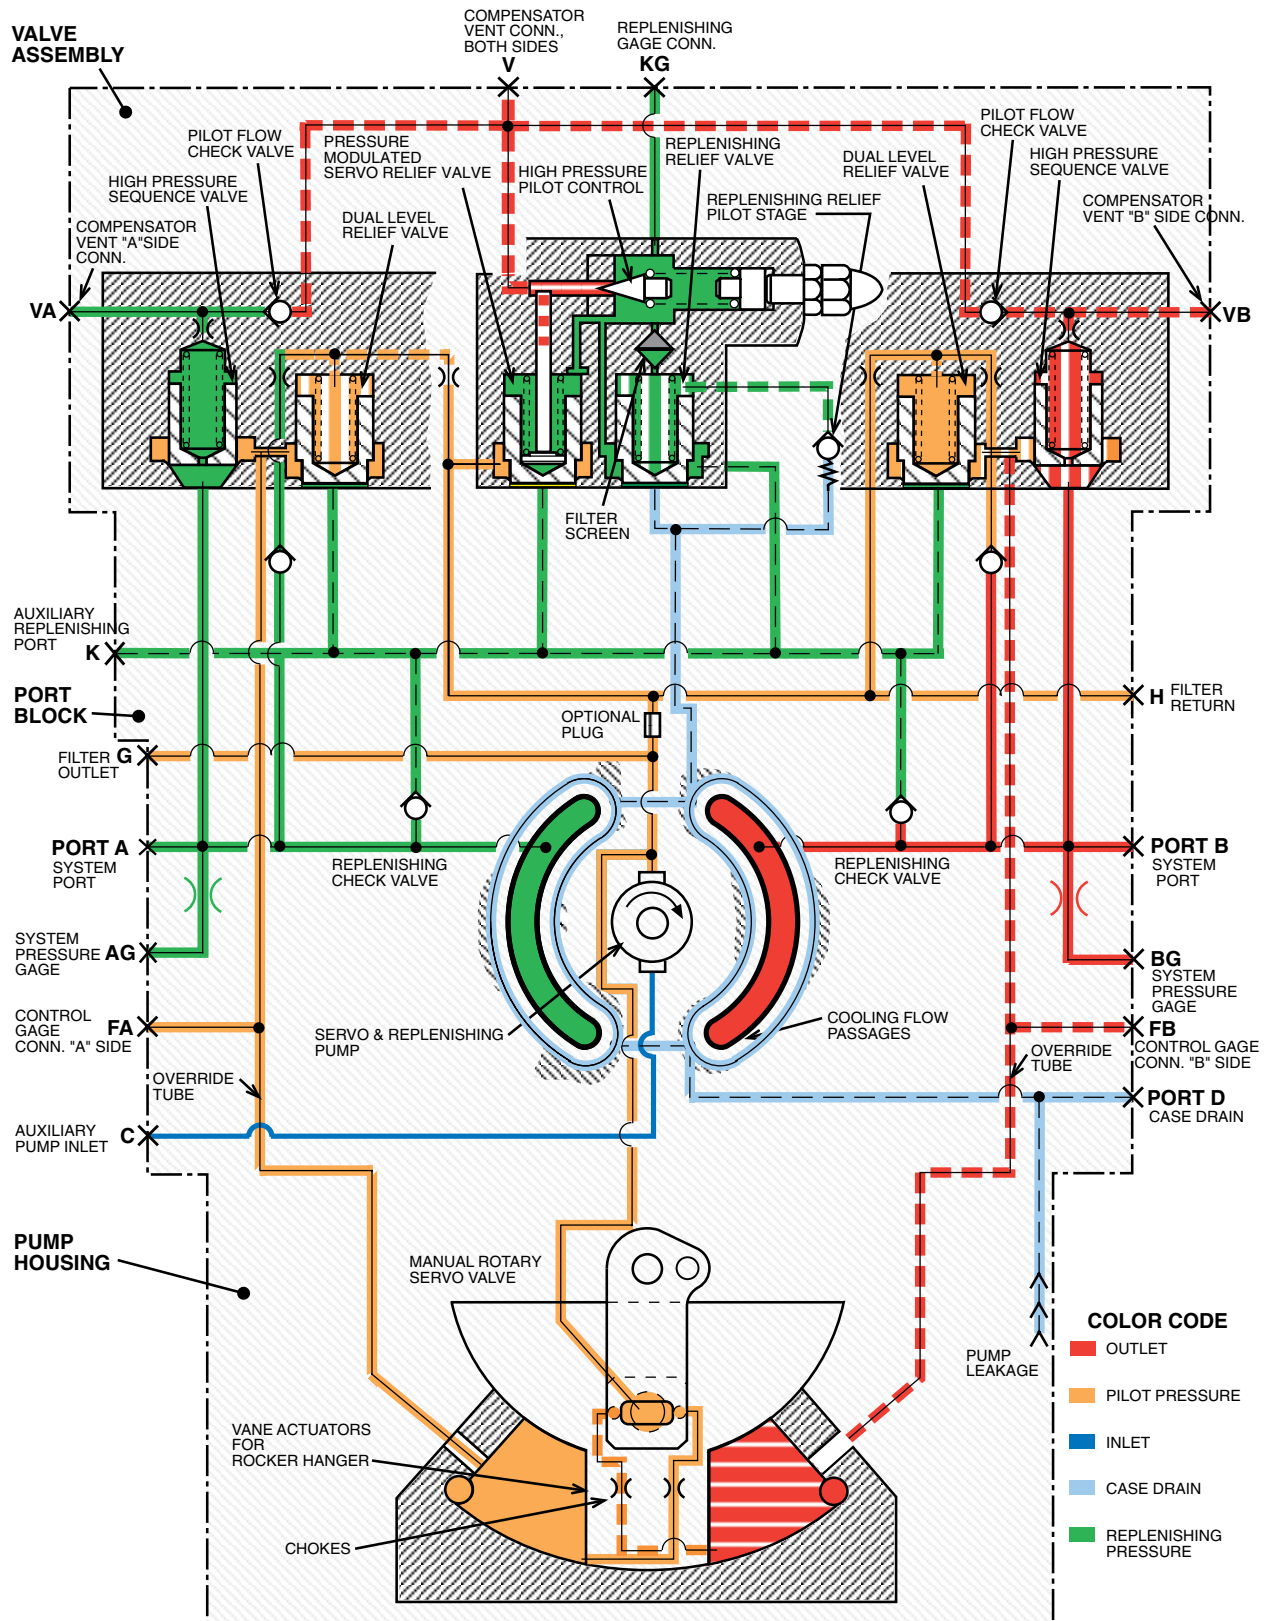 VALVE
ASSEMBLY
COMPENSATOR
VENT CONN.,
BOTH SIDES
V
REPLENISHING
GAGE CONN.
KG
PILOT FLOW
CHECK VALVE
PRESSURE
MODULATED
SERVO RELIEF VALVE
HIGH PRESSURE
PILOT CONTROL
REPLENISHING
RELIEF VALVE
DUAL LEVEL
RELIEF VALVE
PILOT FLOW
CHECK VALVE
HIGH PRESSURE
SEQUENCE VALVE
HIGH PRESSURE
SEQUENCE VALVE
REPLENISHING RELIEF
PILOT STAGE
COMPENSATOR
VENT "B" SIDE CONN.
COMPENSATOR
VENT "A"SIDE
CONN.
DUAL LEVEL
RELIEF VALVE
VA
VB
FILTER
SCREEN
AUXILIARY
REPLENISHING
PORT
K
PORT
BLOCK
OPTIONAL
PLUG
H FILTER
RETURN
FILTER G
OUTLET
PORT A
SYSTEM
PORT
REPLENISHING
CHECK VALVE
REPLENISHING
CHECK VALVE
PORT B
SYSTEM
PORT
SYSTEM
PRESSURE AG
GAGE
BG
SYSTEM
PRESSURE
GAGE
CONTROL
GAGE FA
CONN. "A" SIDE
SERVO & REPLENISHING
PUMP
COOLING FLOW
PASSAGES
FB
CONTROL GAGE
CONN. "B" SIDE
OVERRIDE
TUBE
OVERRIDE
TUBE
PORT D
CASE DRAIN
AUXILIARY C
PUMP INLET
PUMP
HOUSING
MANUAL ROTARY
SERVO VALVE
PUMP
LEAKAGE
VANE ACTUATORS
FOR
ROCKER HANGER
CHOKES
COLOR CODE
OUTLET
PILOT PRESSURE
INLET
CASE DRAIN
REPLENISHING
PRESSURE